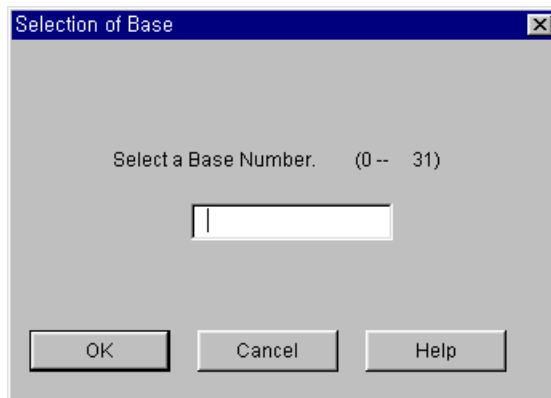 Selection of Base
Select a Base Number. (0 -- 31)
OK Cancel Help